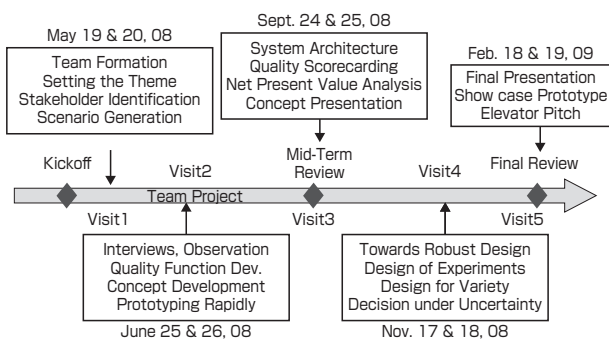 May 19 & 20, 08
Team Formation
Setting the Theme
Stakeholder Identification
Scenario Generation
Sept. 24 & 25, 08
System Architecture
Quality Scorecarding
Net Present Value Analysis
Concept Presentation
Feb. 18 & 19, 09
Final Presentation
Show case Prototype
Elevator Pitch
Kickoff
Visit2
Mid-Term
Review
Visit4
Final Review
Team Project
Visit1
Visit3
Visit5
Interviews, Observation
Quality Function Dev.
Concept Development
Prototyping Rapidly
June 25 & 26, 08
Towards Robust Design
Design of Experiments
Design for Variety
Decision under Uncertainty
Nov. 17 & 18, 08